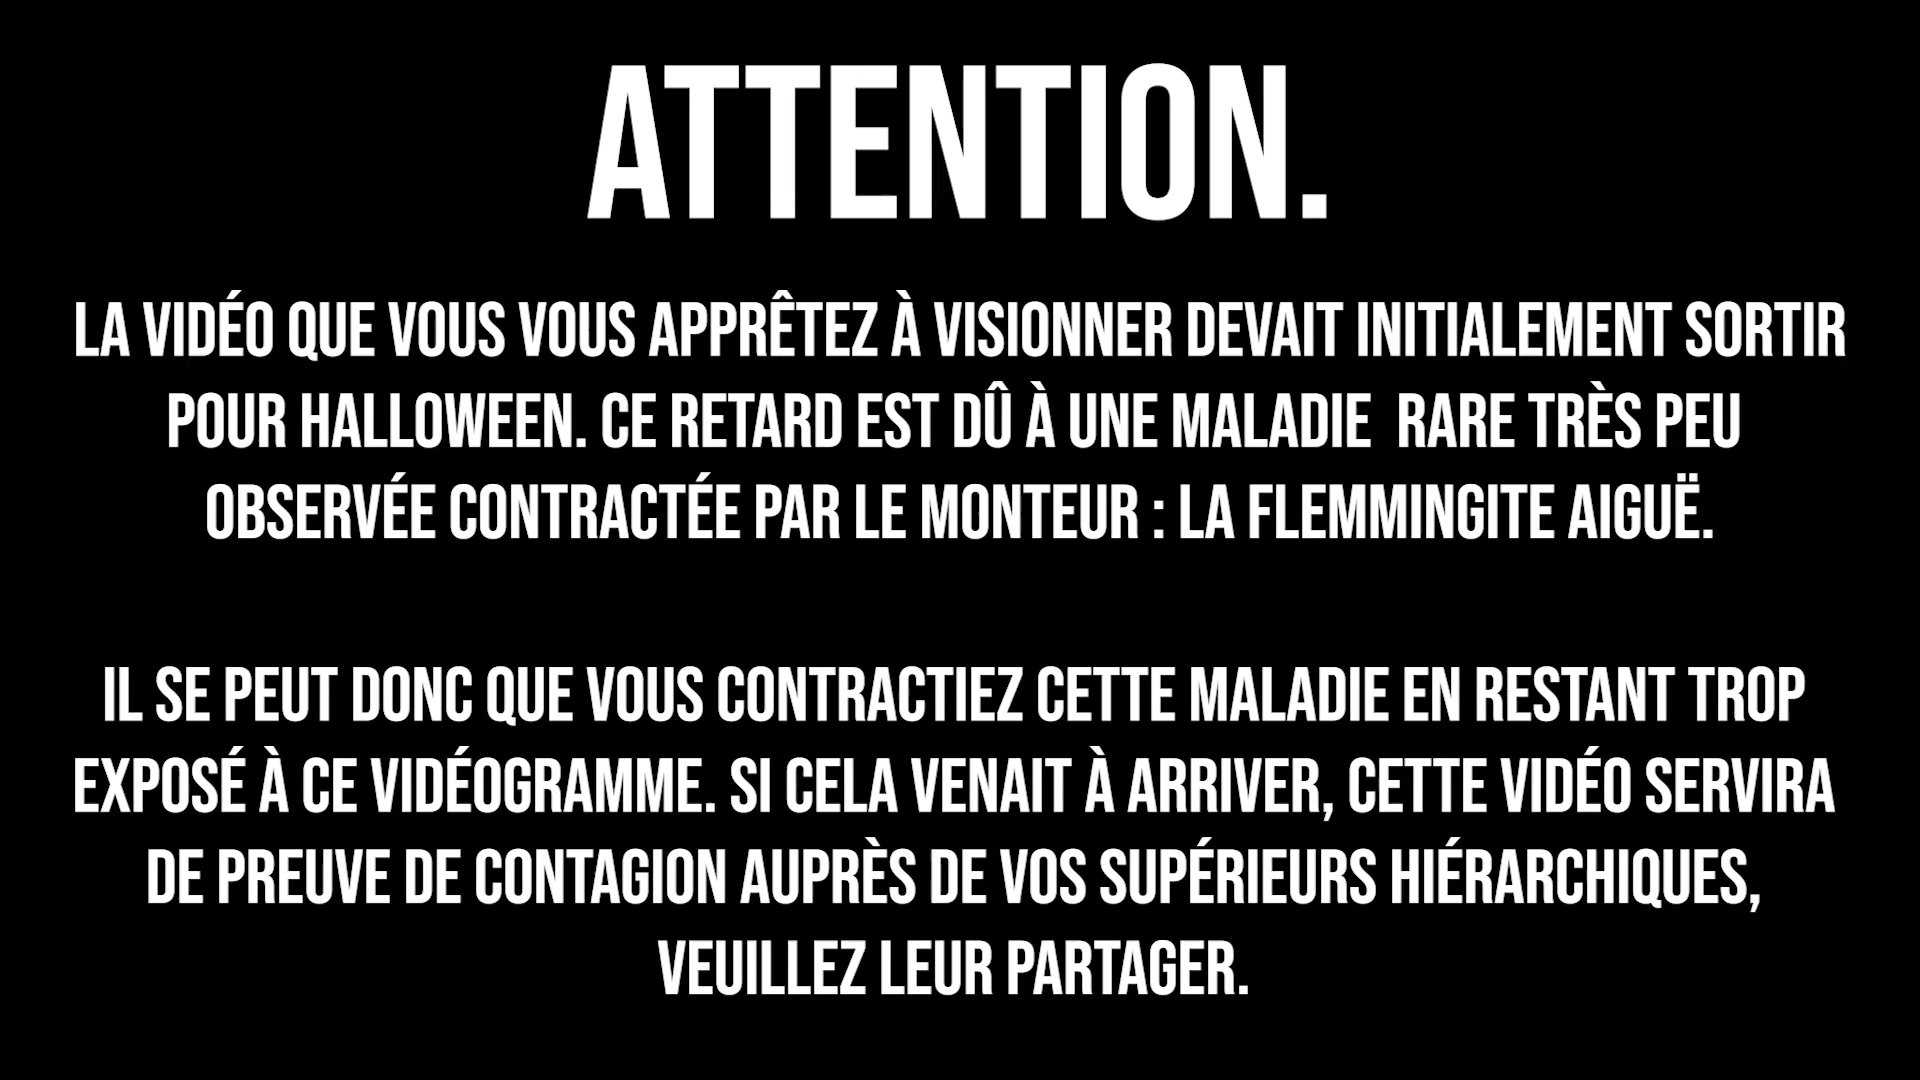 ATTENTION.
LA VIDÉO QUE VOUS VOUS APPRÊTEZ À VISIONNER DEVAIT INITIALEMENT SORTIR
POUR HALLOWEEN. CE RETARD EST DÛ À UNE MALADIE  RARE TRÈS PEU
OBSERVÉE CONTRACTÉE PAR LE MONTEUR : LA FLEMMINGITE AIGUË.
IL SE PEUT DONC QUE VOUS CONTRACTIEZ CETTE MALADIE EN RESTANT TROP
EXPOSÉ À CE VIDÉOGRAMME. SI CELA VENAIT À ARRIVER, CETTE VIDÉO SERVIRA
DE PREUVE DE CONTAGION AUPRÈS DE VOS SUPÉRIEURS HIÉRARCHIQUES,
VEUILLEZ LEUR PARTAGER.